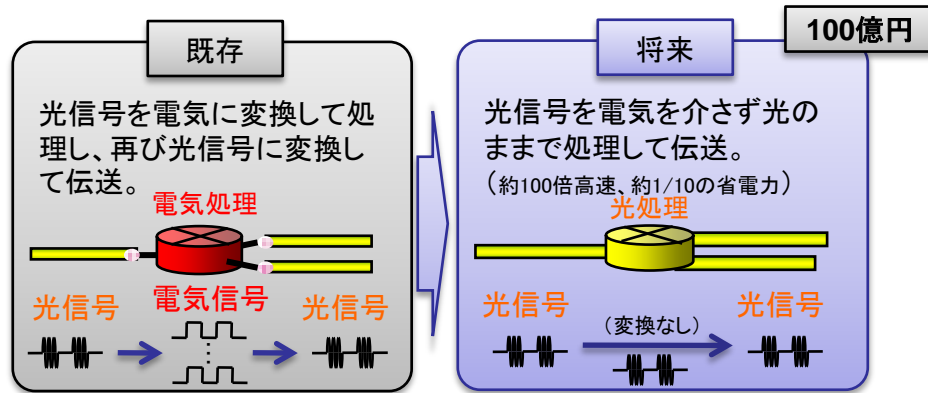 既存
光信号を電気に変換して処
理し、再び光信号に変換し
て伝送。
電気処理
電気信号
光信号
光信号
100億円
将来
光信号を電気を介さず光の
ままで処理して伝送。
（約100倍高速、約1/10の省電力）
光処理
光信号
（変換なし）
光信号